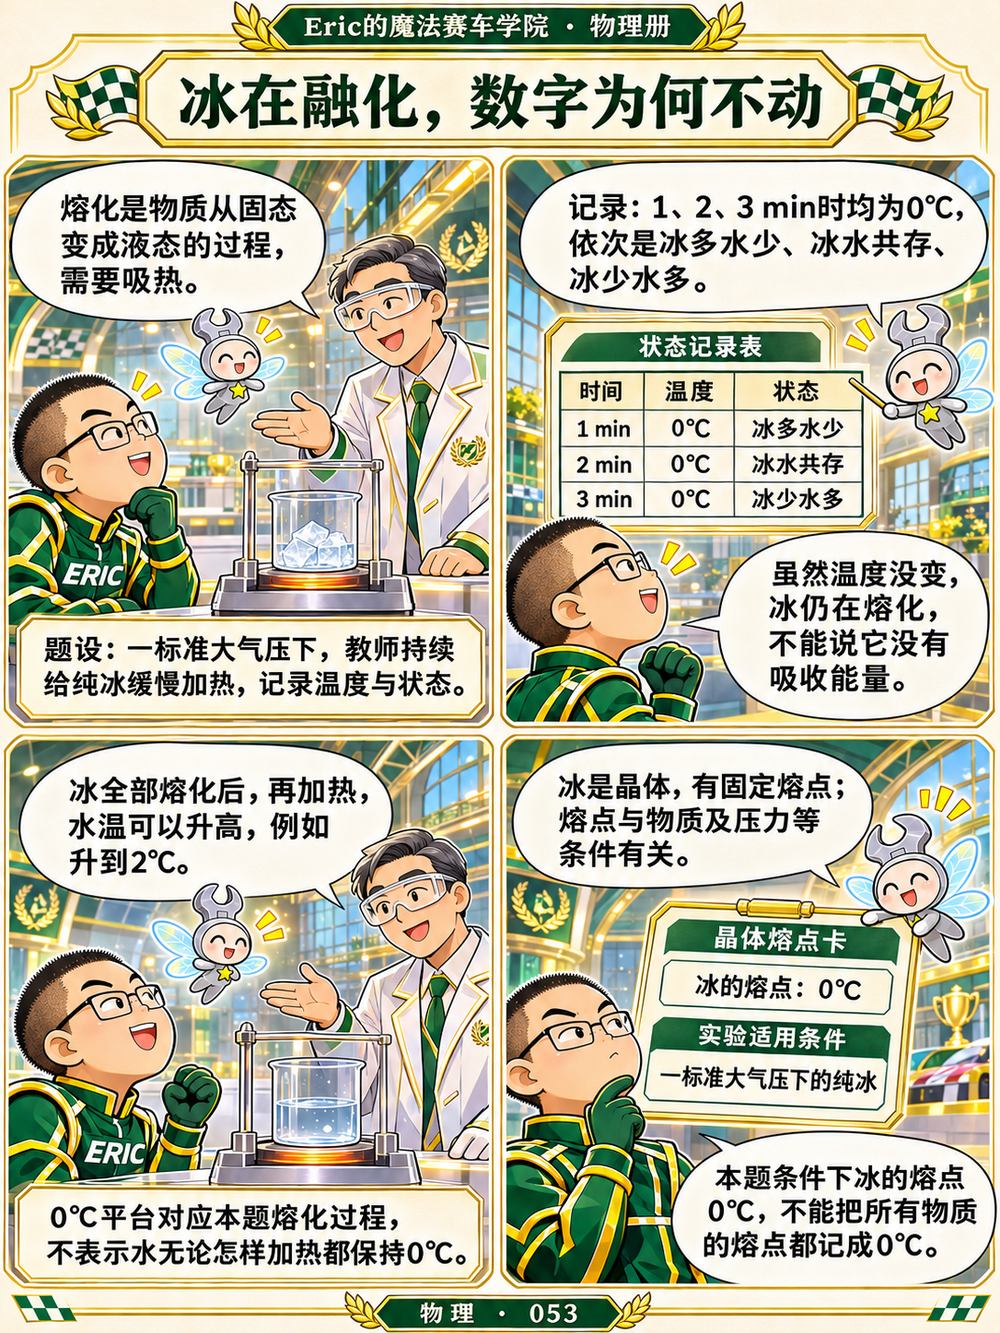 Eric的魔法赛车学院 · 物理册
冰在融化，数字为何不动
熔化是物质从固态
变成液态的过程，
需要吸热。
ERIC
题设：一标准大气压下，教师持续
给纯冰缓慢加热，记录温度与状态。
记录：1、2、3 min时均为0℃，
依次是冰多水少、冰水共存、
冰少水多。
状态记录表
时间 温度 状态
1 min 0℃ 冰多水少
2 min 0℃ 冰水共存
3 min 0℃ 冰少水多
虽然温度没变，
冰仍在熔化，
不能说它没有
吸收能量。
冰全部熔化后，再加热，
水温可以升高，例如
升到2℃。
ERIC
0℃平台对应本题熔化过程，
不表示水无论怎样加热都保持0℃。
冰是晶体，有固定熔点；
熔点与物质及压力等
条件有关。
晶体熔点卡
冰的熔点：0℃
实验适用条件
一标准大气压下的纯冰
本题条件下冰的熔点
0℃，不能把所有物质
的熔点都记成0℃。
物理 · 053